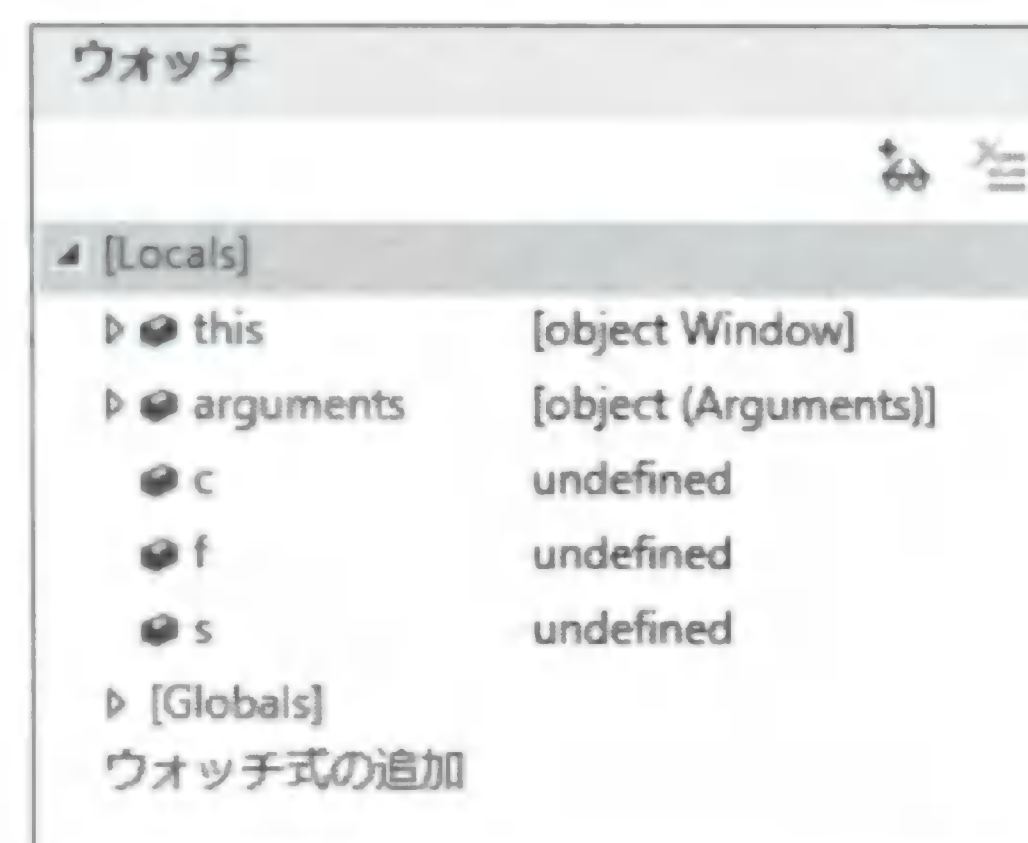 ウォッチ
[Locals]
this [object Window]
arguments [object (Arguments)]
c undefined
f undefined
s undefined
[Globals]
ウォッチ式の追加